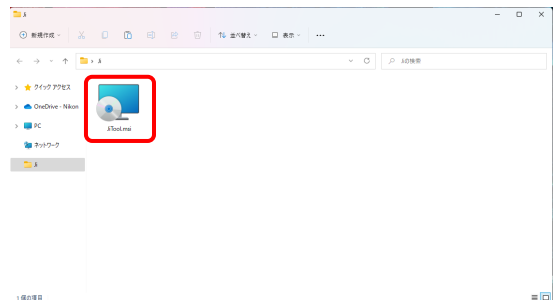 Ji
新規作成
並べ替え
表示
Ji
Jiの検索
クイック アクセス
OneDrive - Nikon
PC
ネットワーク
Ji
JiTool.msi
1 個の項目